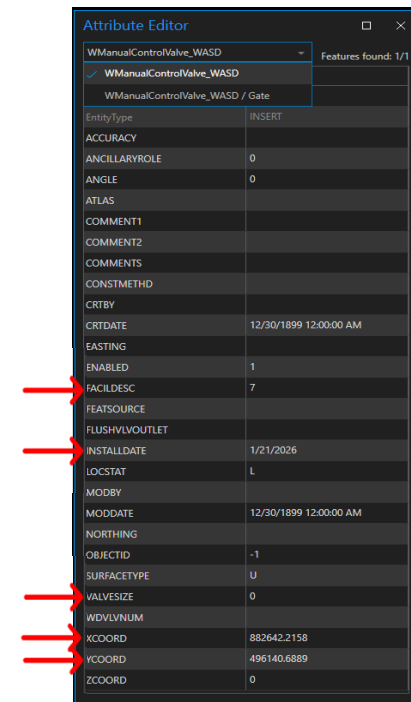 Attribute Editor
WManualControlValve_WASD Features found: 1/1
WManualControlValve_WASD
WManualControlValve_WASD / Gate
EntityType INSERT
ACCURACY
ANCILLARYROLE 0
ANGLE 0
ATLAS
COMMENT1
COMMENT2
COMMENTS
CONSTMETHD
CRTBY
CRTDATE 12/30/1899 12:00:00 AM
EASTING
ENABLED 1
FACILDESC 7
FEATSOURCE
FLUSHVLVOUTLET
INSTALLDATE 1/21/2026
LOCSTAT L
MODBY
MODDATE 12/30/1899 12:00:00 AM
NORTHING
OBJECTID -1
SURFACETYPE U
VALVESIZE 0
WDVLVNUM
XCOORD 882642.2158
YCOORD 496140.6889
ZCOORD 0